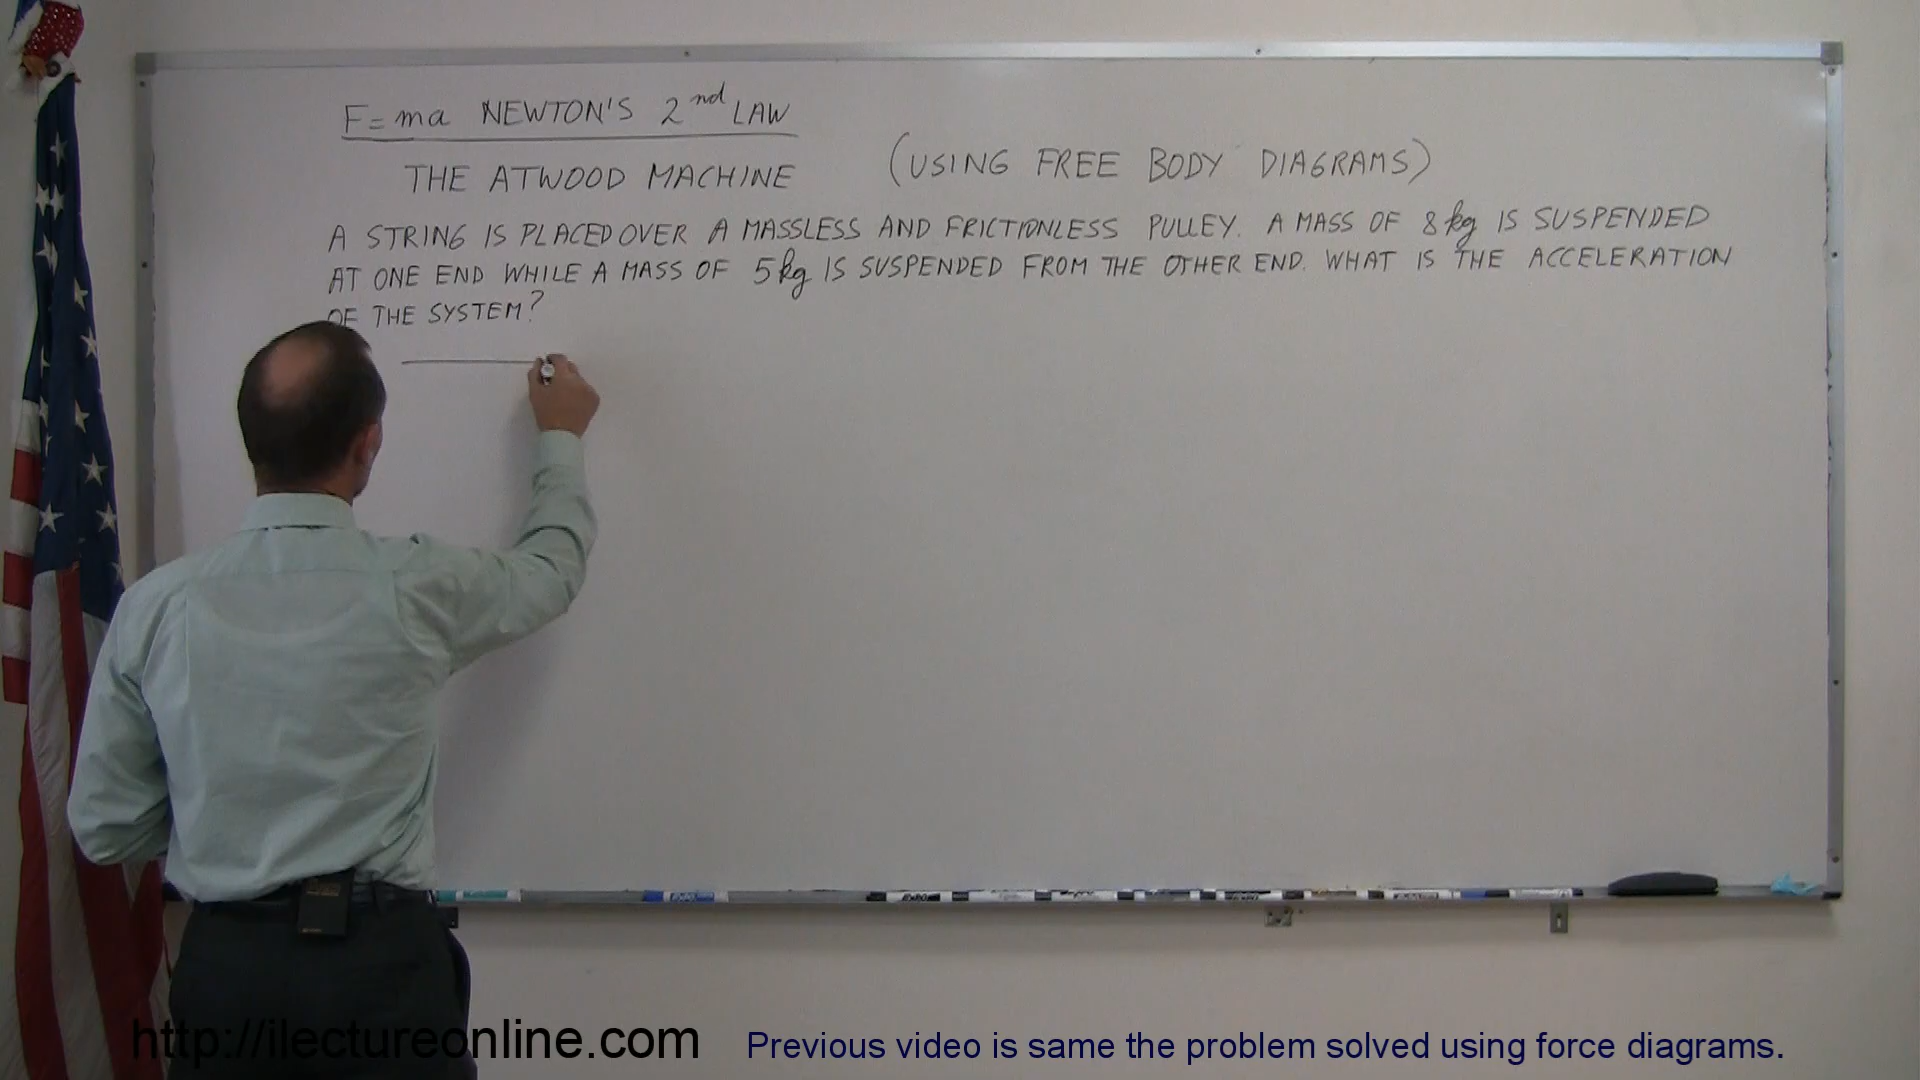 F=ma NEWTON'S 2nd LAW
THE ATWOOD MACHINE (USING FREE BODY DIAGRAMS)
A STRING IS PLACED OVER A MASSLESS AND FRICTIONLESS PULLEY. A MASS OF 8 kg IS SUSPENDED
AT ONE END WHILE A MASS OF 5 kg IS SUSPENDED FROM THE OTHER END. WHAT IS THE ACCELERATION
OF THE SYSTEM?
EXPO
http://ilectureonline.com Previous video is same the problem solved using force diagrams.